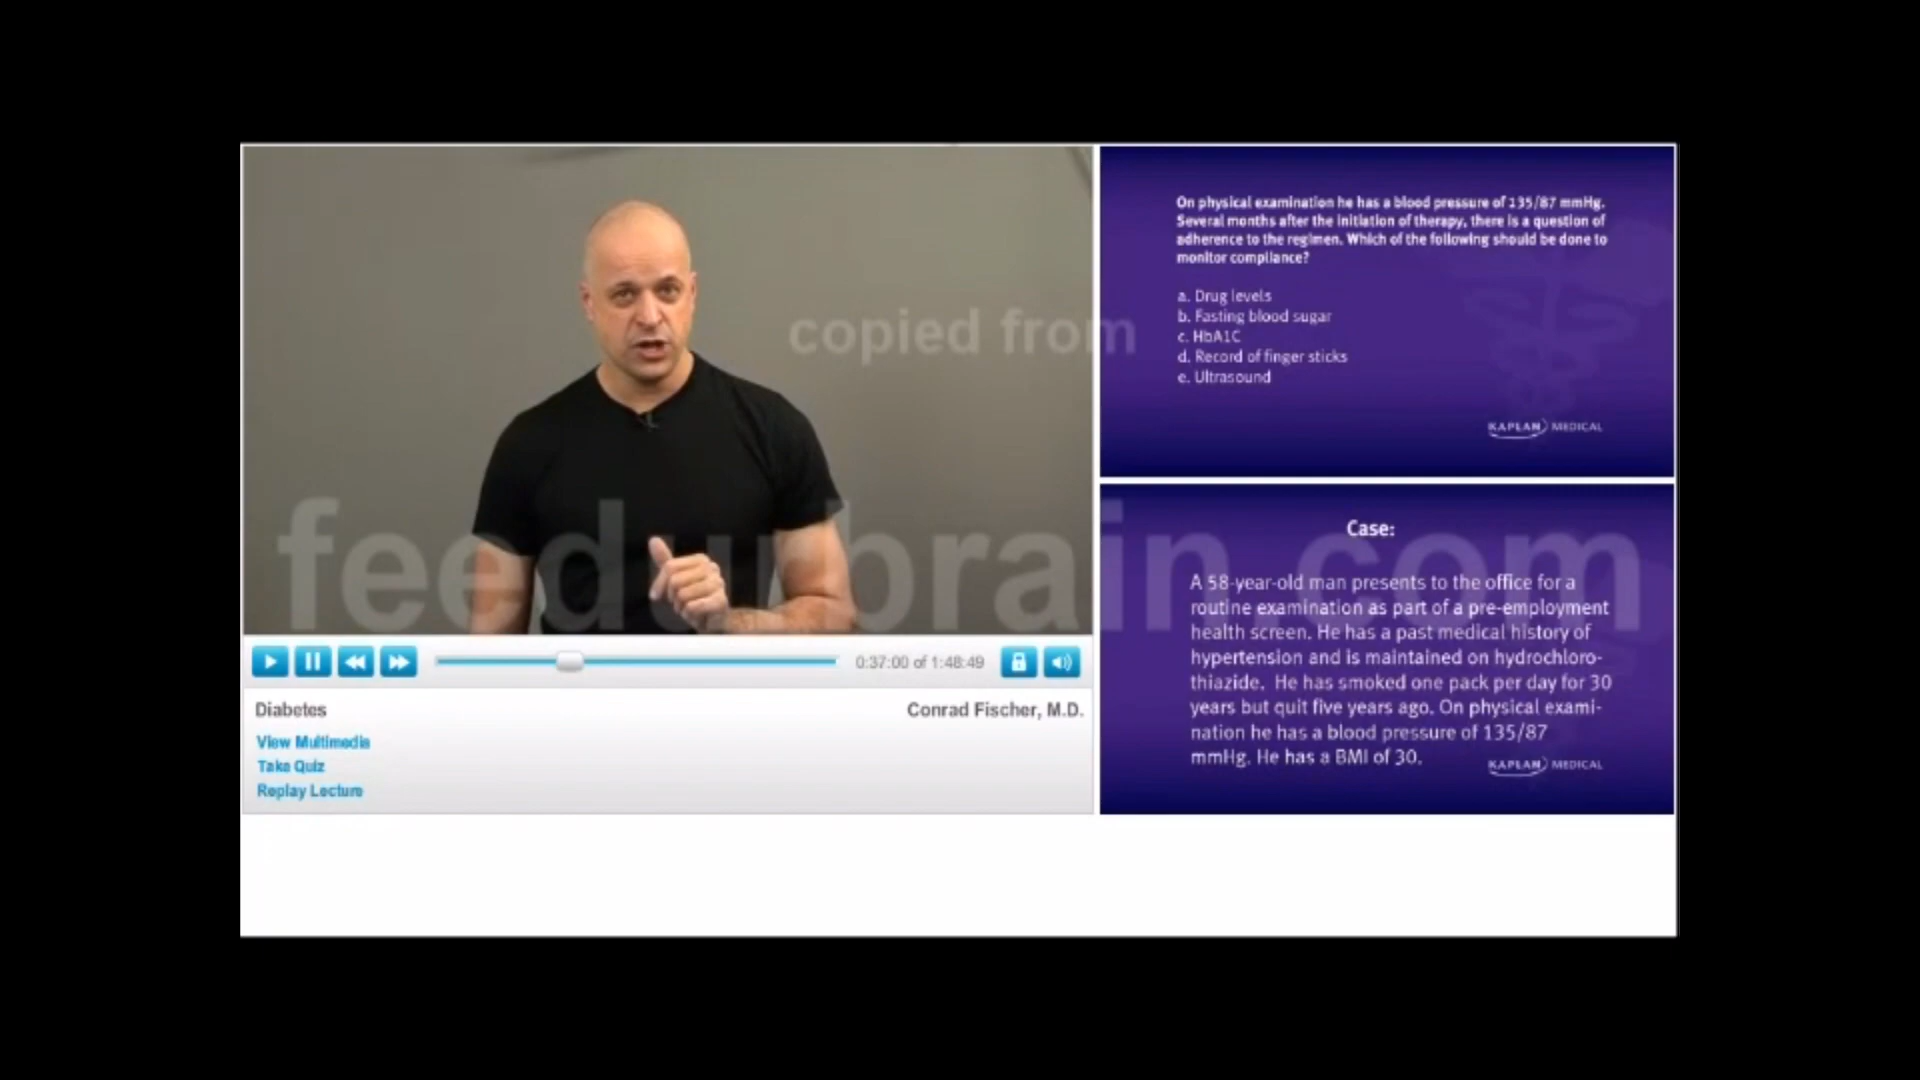 copied from
feedurbrain.com
0:37:00 of 1:48:49
Diabetes
Conrad Fischer, M.D.
View Multimedia
Take Quiz
Replay Lecture
On physical examination he has a blood pressure of 135/87 mmHg.
Several months after the initiation of therapy, there is a question of
adherence to the regimen. Which of the following should be done to
monitor compliance?
a. Drug levels
b. Fasting blood sugar
c. HbA1C
d. Record of finger sticks
e. Ultrasound
KAPLAN MEDICAL
Case:
A 58-year-old man presents to the office for a
routine examination as part of a pre-employment
health screen. He has a past medical history of
hypertension and is maintained on hydrochloro-
thiazide. He has smoked one pack per day for 30
years but quit five years ago. On physical exami-
nation he has a blood pressure of 135/87
mmHg. He has a BMI of 30.
KAPLAN MEDICAL